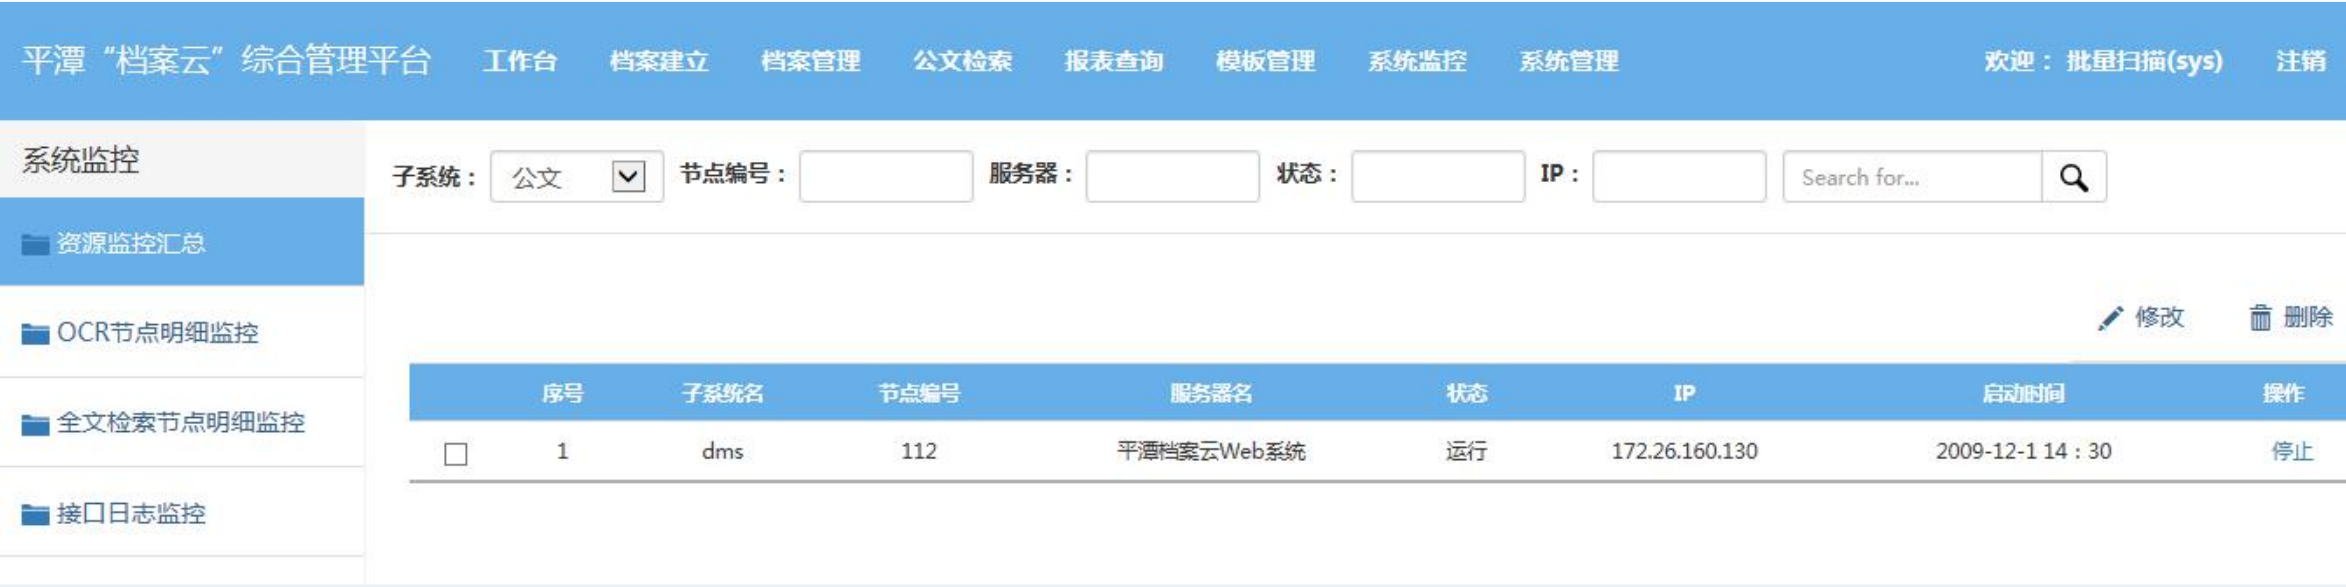 平潭“档案云”综合管理平台 工作台 档案建立 档案管理 公文检索 报表查询 模板管理 系统监控 系统管理 欢迎：批量扫描(sys) 注销
系统监控
资源监控汇总
OCR节点明细监控
全文检索节点明细监控
接口日志监控
子系统： 公文 节点编号： 服务器： 状态： IP： Search for...
修改 删除
序号 子系统名 节点编号 服务器名 状态 IP 启动时间 操作
1 dms 112 平潭档案云Web系统 运行 172.26.160.130 2009-12-1 14：30 停止